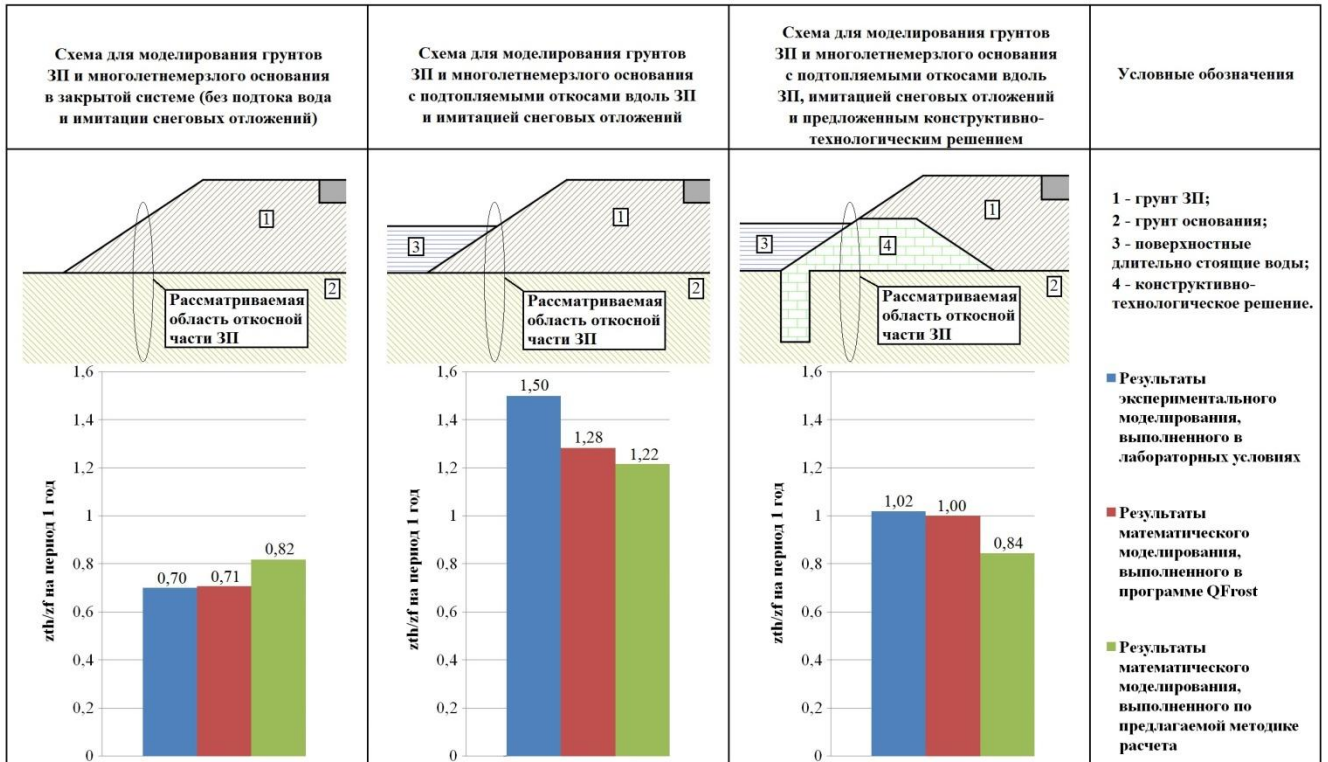 Схема для моделирования грунтов
ЗП и многолетнемерзлого основания
в закрытой системе (без подтока вода
и имитации снеговых отложений)
Схема для моделирования грунтов
ЗП и многолетнемерзлого основания
с подтопляемыми откосами вдоль ЗП
и имитацией снеговых отложений
Схема для моделирования грунтов
ЗП и многолетнемерзлого основания
с подтопляемыми откосами вдоль
ЗП, имитацией снеговых отложений
и предложенным конструктивно-
технологическим решением
Условные обозначения
1
2
Рассматриваемая
область откосной
части ЗП
1
3
2
Рассматриваемая
область откосной
части ЗП
1
3
4
2
Рассматриваемая
область откосной
части ЗП
1 - грунт ЗП;
2 - грунт основания;
3 - поверхностные
длительно стоящие воды;
4 - конструктивно-
технологическое решение.
zth/zf на период 1 год
1,6
1,4
1,2
1
0,8
0,6
0,4
0,2
0
0,70
0,71
0,82
zth/zf на период 1 год
1,6
1,4
1,2
1
0,8
0,6
0,4
0,2
0
1,50
1,28
1,22
zth/zf на период 1 год
1,6
1,4
1,2
1
0,8
0,6
0,4
0,2
0
1,02
1,00
0,84
Результаты
экспериментального
моделирования,
выполненного в
лабораторных условиях
Результаты
математического
моделирования,
выполненного в
программе QFrost
Результаты
математического
моделирования,
выполненного по
предлагаемой методике
расчета